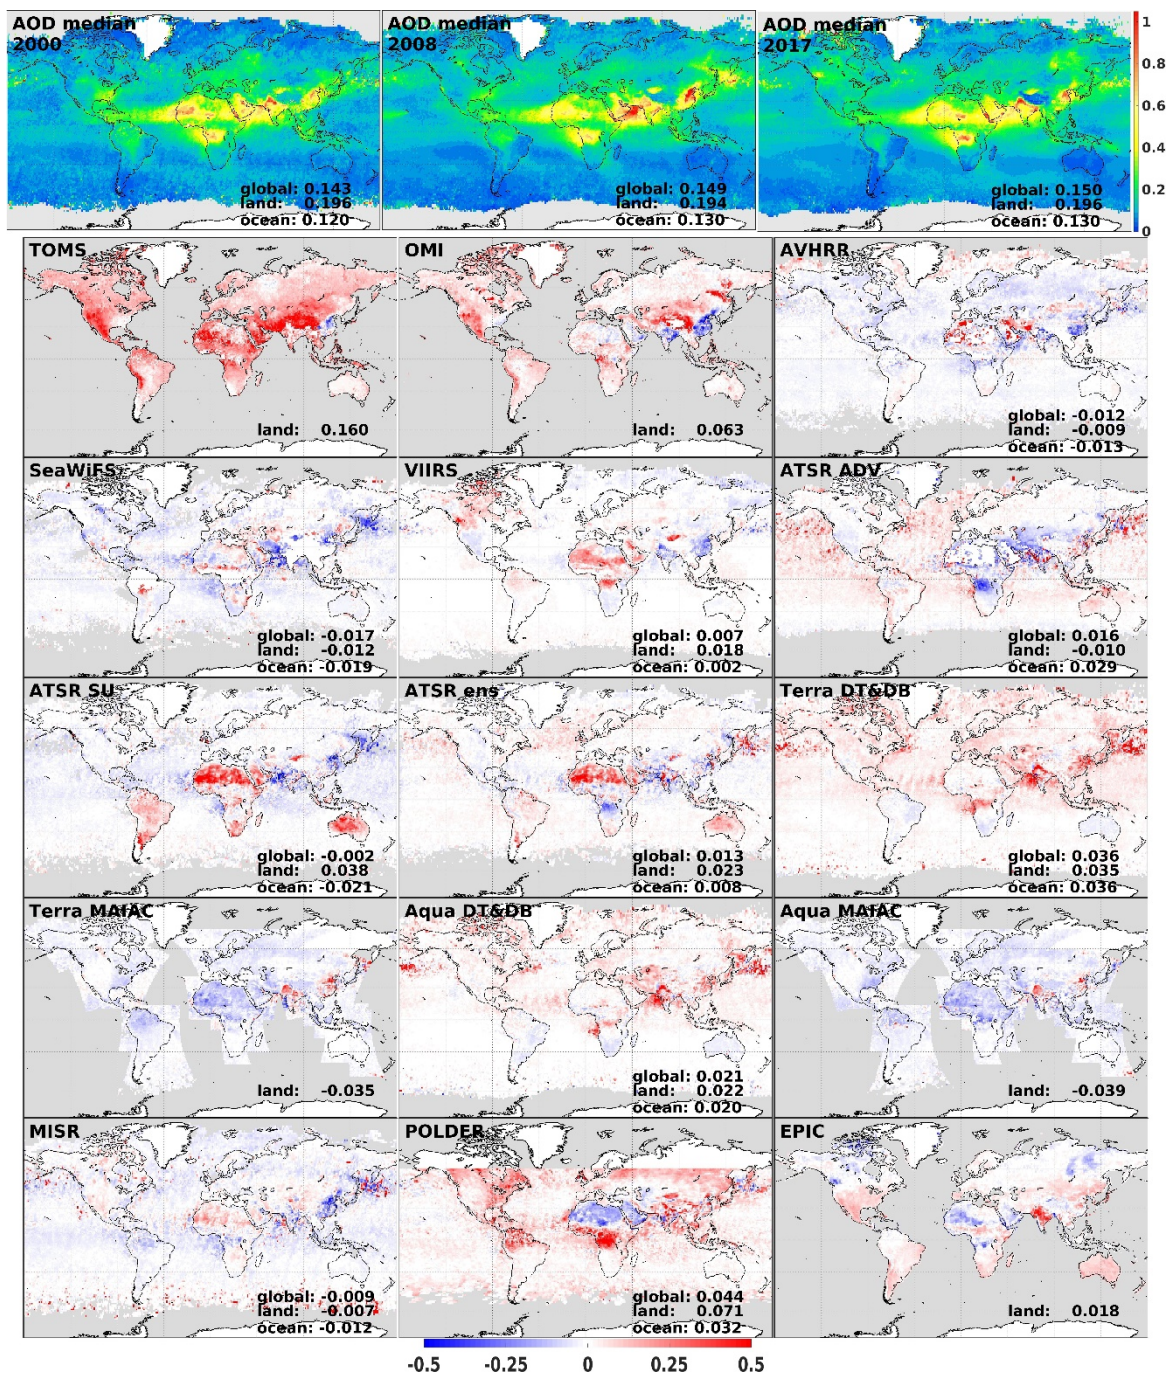 AOD median
2000
global: 0.143
land: 0.196
ocean: 0.120
AOD median
2008
global: 0.149
land: 0.194
ocean: 0.130
AOD median
2017
global: 0.150
land: 0.196
ocean: 0.130
1
0.8
0.6
0.4
0.2
0
TOMS
land: 0.160
OMI
land: 0.063
AVHRR
global: -0.012
land: -0.009
ocean: -0.013
SeaWiFS
global: -0.017
land: -0.012
ocean: -0.019
VIIRS
global: 0.007
land: 0.018
ocean: 0.002
ATSR ADV
global: 0.016
land: -0.010
ocean: 0.029
ATSR SU
global: -0.002
land: 0.038
ocean: -0.021
ATSR ens
global: 0.013
land: 0.023
ocean: 0.008
Terra DT&DB
global: 0.036
land: 0.035
ocean: 0.036
Terra MAIAC
land: -0.035
Aqua DT&DB
global: 0.021
land: 0.022
ocean: 0.020
Aqua MAIAC
land: -0.039
MISR
global: -0.009
land: -0.007
ocean: -0.012
POLDER
global: 0.044
land: 0.071
ocean: 0.032
EPIC
land: 0.018
-0.5 -0.25 0 0.25 0.5